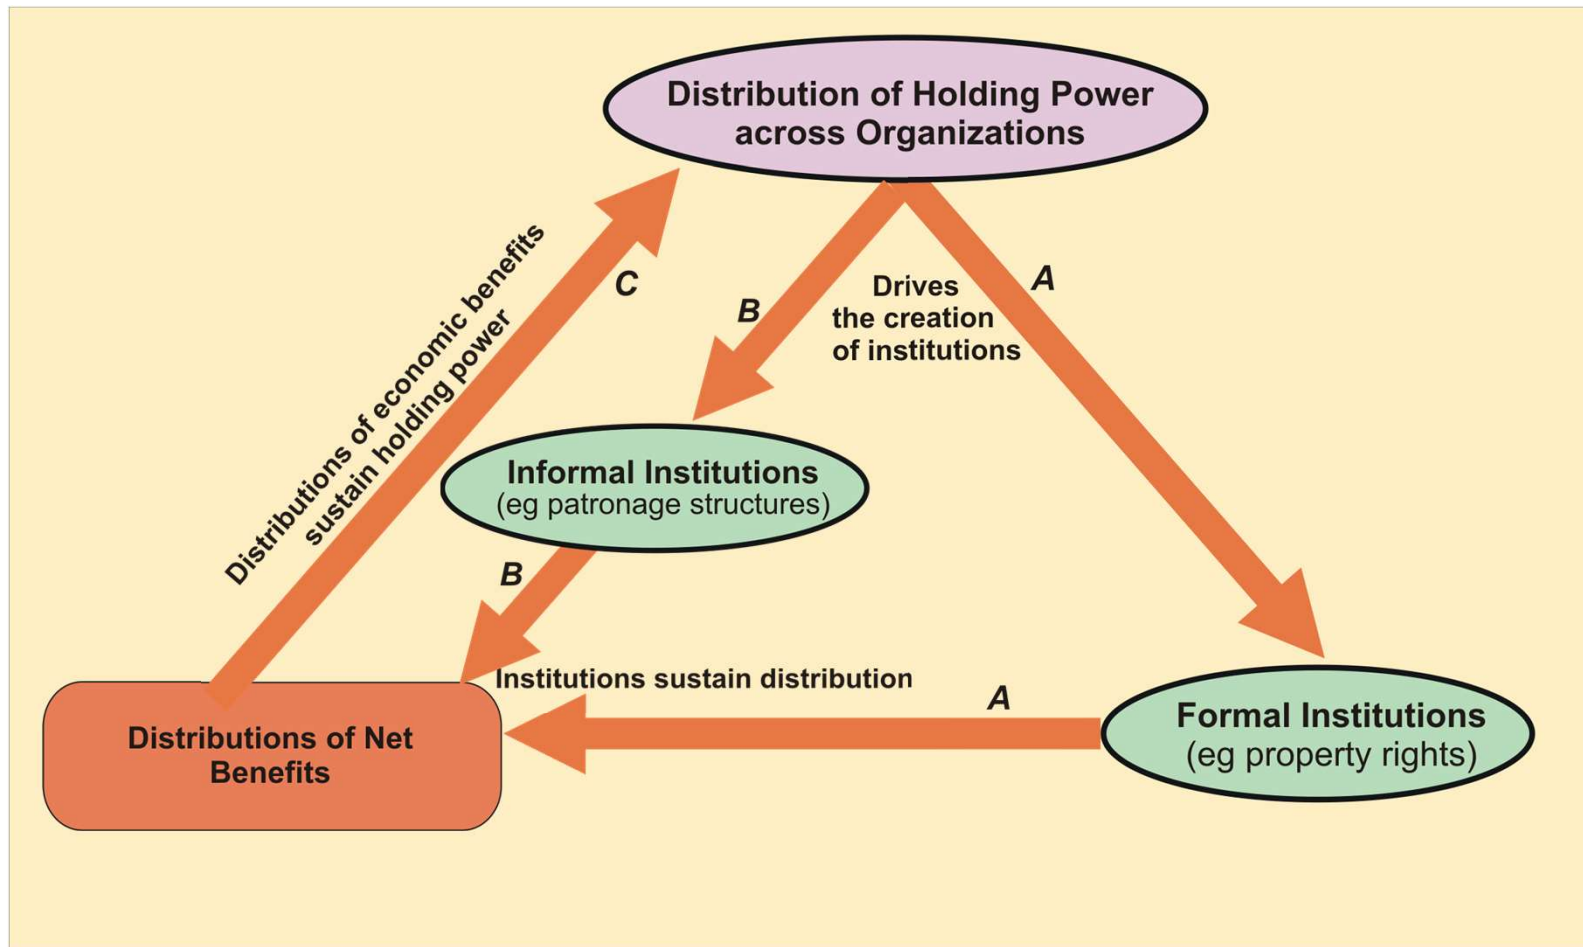 Distribution of Holding Power
across Organizations
Distributions of economic benefits
sustain holding power
C
B
Drives
the creation
of institutions
A
Informal Institutions
(eg patronage structures)
B
Institutions sustain distribution
A
Distributions of Net
Benefits
Formal Institutions
(eg property rights)